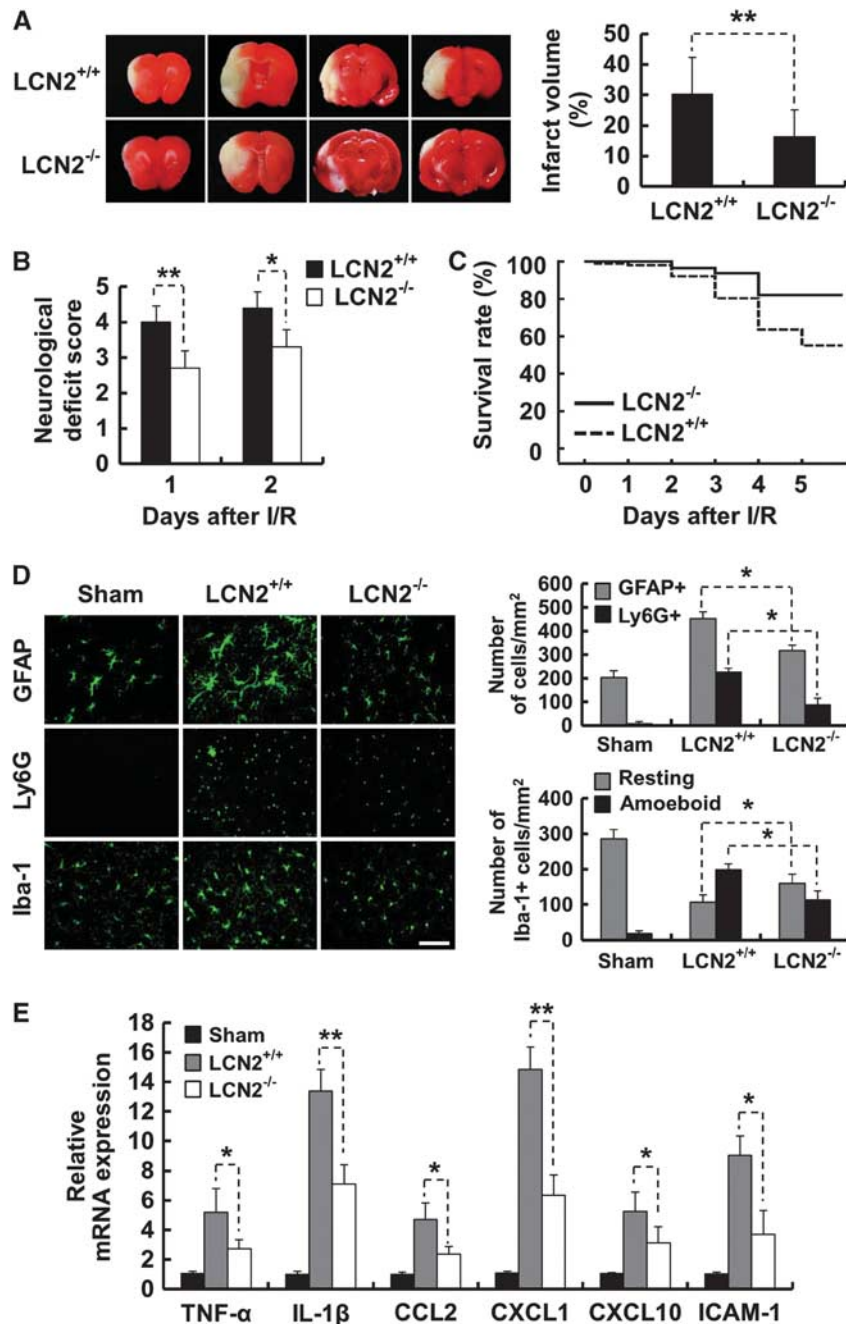 A
LCN2+/+
LCN2-/-
Infarct volume
(%)
50
40
30
20
10
0
**
LCN2+/+ LCN2-/-
B
Neurological
deficit score
5
4
3
2
1
0
** *
LCN2+/+
LCN2-/-
1 2
Days after I/R
C
Survival rate (%)
100
80
60
40
20
0
LCN2-/-
LCN2+/+
0 1 2 3 4 5
Days after I/R
D
Sham LCN2+/+ LCN2-/-
GFAP
Ly6G
Iba-1
Number
of cells/mm2
600
500
400
300
200
100
0
GFAP+
Ly6G+
*
*
Sham LCN2+/+ LCN2-/-
Number of
Iba-1+ cells/mm2
400
300
200
100
0
Resting
Amoeboid
*
*
Sham LCN2+/+ LCN2-/-
E
Relative
mRNA expression
18
16
14
12
10
8
6
4
2
0
Sham
LCN2+/+
LCN2-/-
* ** * ** * *
TNF-α IL-1β CCL2 CXCL1 CXCL10 ICAM-1